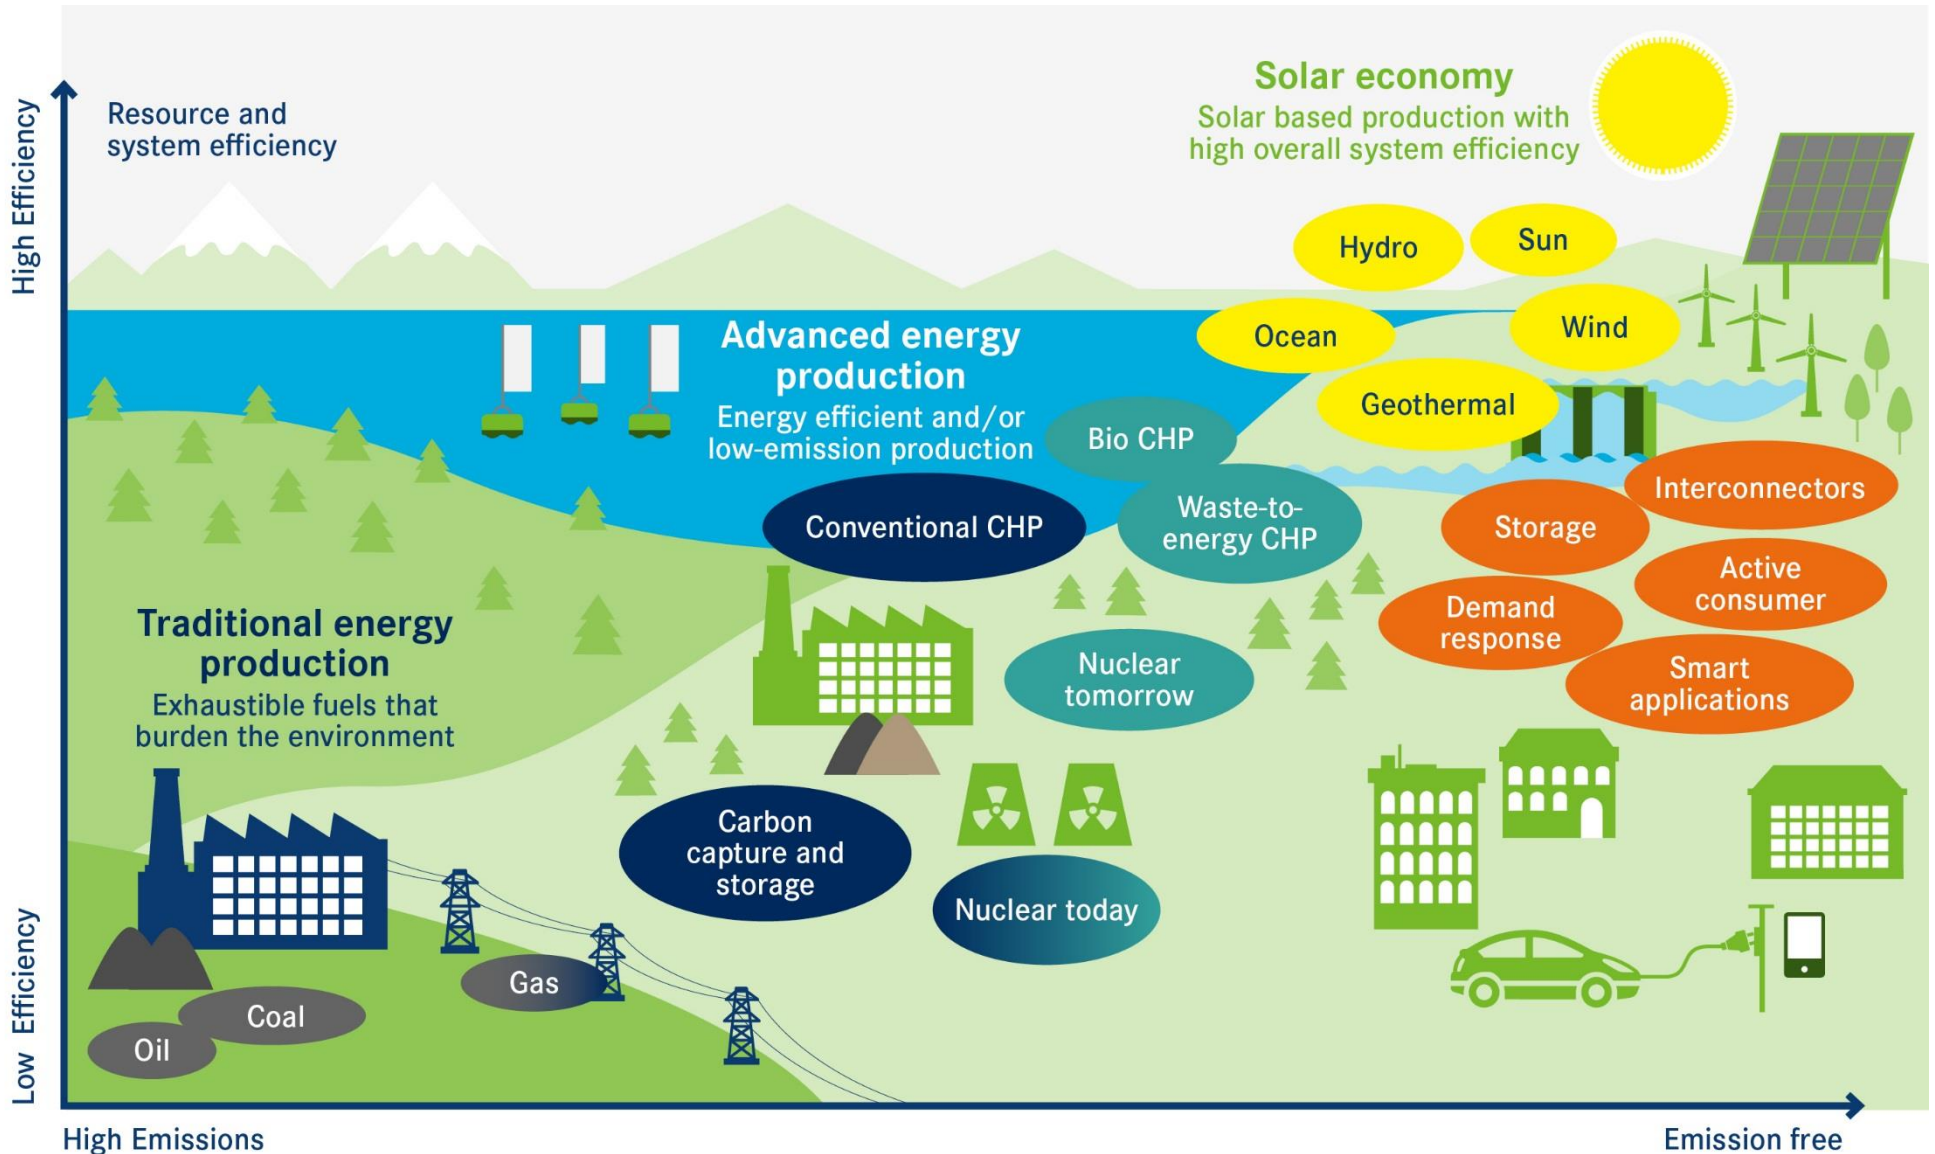 High Efficiency
Resource and
system efficiency
Solar economy
Solar based production with
high overall system efficiency
Hydro
Sun
Ocean
Wind
Geothermal
Advanced energy
production
Energy efficient and/or
low-emission production
Bio CHP
Conventional CHP
Waste-to-
energy CHP
Interconnectors
Storage
Active
consumer
Demand
response
Smart
applications
Nuclear
tomorrow
Traditional energy
production
Exhaustible fuels that
burden the environment
Carbon
capture and
storage
Nuclear today
Gas
Coal
Oil
Low Efficiency
High Emissions
Emission free